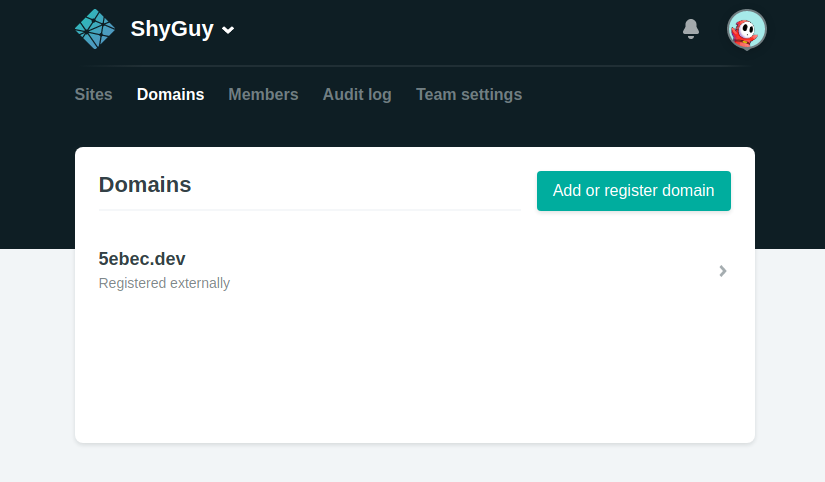 ShyGuy
Sites Domains Members Audit log Team settings
Domains
Add or register domain
5ebec.dev
Registered externally